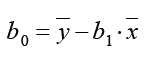 b₀ = y̅ − b₁ · x̅